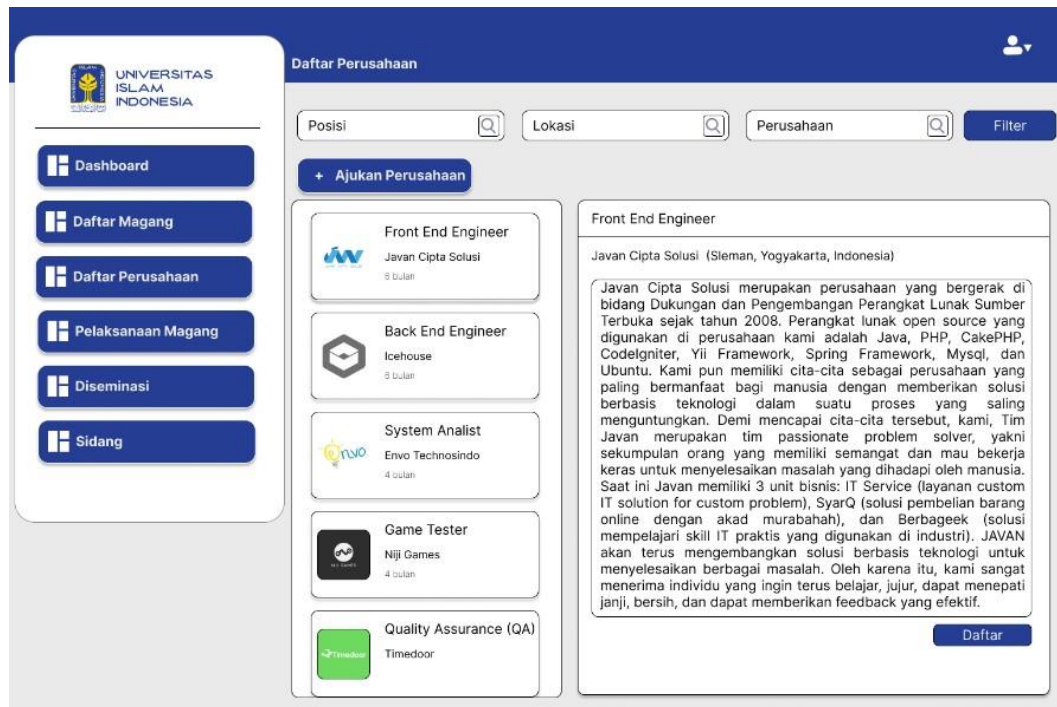 UNIVERSITAS
ISLAM
INDONESIA
Dashboard
Daftar Magang
Daftar Perusahaan
Pelaksanaan Magang
Diseminasi
Sidang
Daftar Perusahaan
Posisi
Lokasi
Perusahaan
Filter
+ Ajukan Perusahaan
Front End Engineer
Javan Cipta Solusi
6 bulan
Back End Engineer
Icehouse
6 bulan
System Analist
Envo
Envo Technosindo
4 bulan
Game Tester
Niji Games
4 bulan
Quality Assurance (QA)
Timedoor
Timedoor
Front End Engineer
Javan Cipta Solusi (Sleman, Yogyakarta, Indonesia)
Javan Cipta Solusi merupakan perusahaan yang bergerak di
bidang Dukungan dan Pengembangan Perangkat Lunak Sumber
Terbuka sejak tahun 2008. Perangkat lunak open source yang
digunakan di perusahaan kami adalah Java, PHP, CakePHP,
CodeIgniter, Yii Framework, Spring Framework, Mysql, dan
Ubuntu. Kami pun memiliki cita-cita sebagai perusahaan yang
paling bermanfaat bagi manusia dengan memberikan solusi
berbasis teknologi dalam suatu proses yang saling
menguntungkan. Demi mencapai cita-cita tersebut, kami, Tim
Javan merupakan tim passionate problem solver, yakni
sekumpulan orang yang memiliki semangat dan mau bekerja
keras untuk menyelesaikan masalah yang dihadapi oleh manusia.
Saat ini Javan memiliki 3 unit bisnis: IT Service (layanan custom
IT solution for custom problem), SyarQ (solusi pembelian barang
online dengan akad murabahah), dan Berbageek (solusi
mempelajari skill IT praktis yang digunakan di industri). JAVAN
akan terus mengembangkan solusi berbasis teknologi untuk
menyelesaikan berbagai masalah. Oleh karena itu, kami sangat
menerima individu yang ingin terus belajar, jujur, dapat menepati
janji, bersih, dan dapat memberikan feedback yang efektif.
Daftar